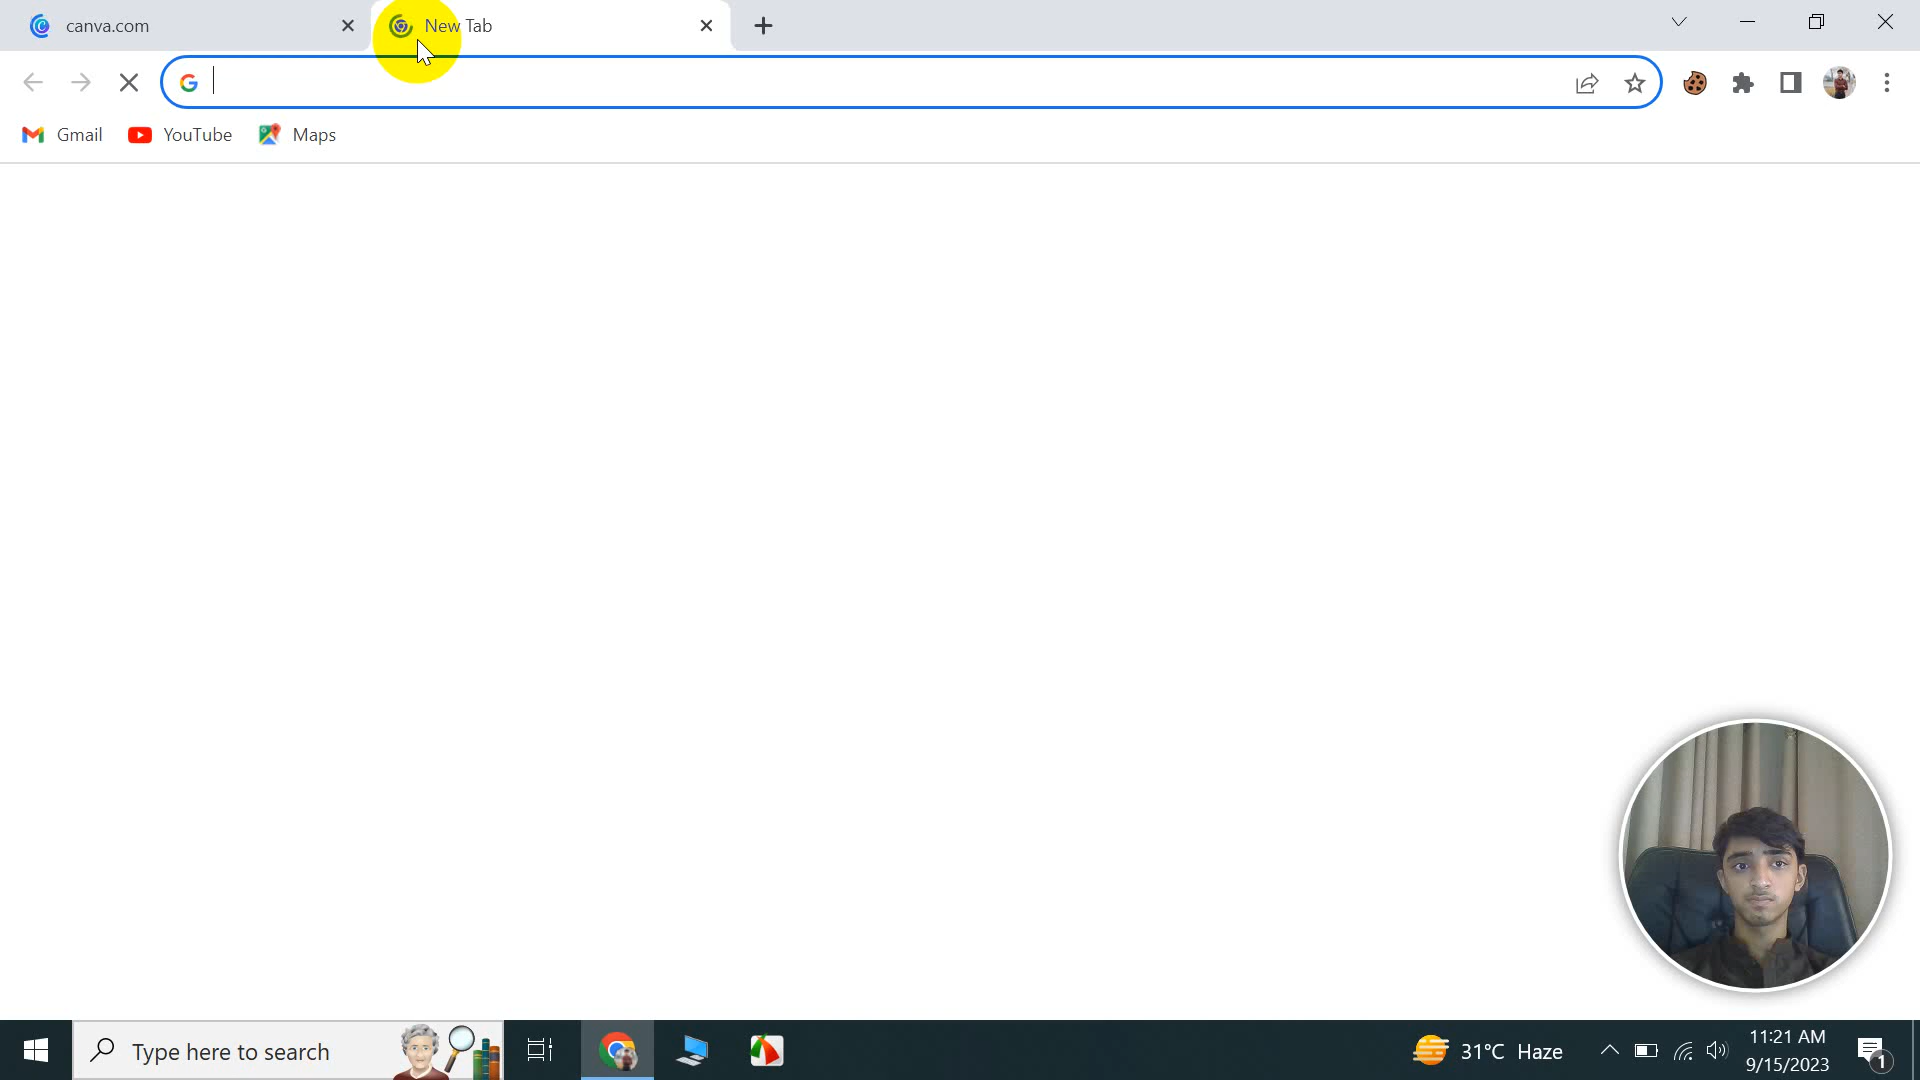 canva.com
New Tab
Gmail
YouTube
Maps
Type here to search
31°C Haze
11:21 AM
9/15/2023
1